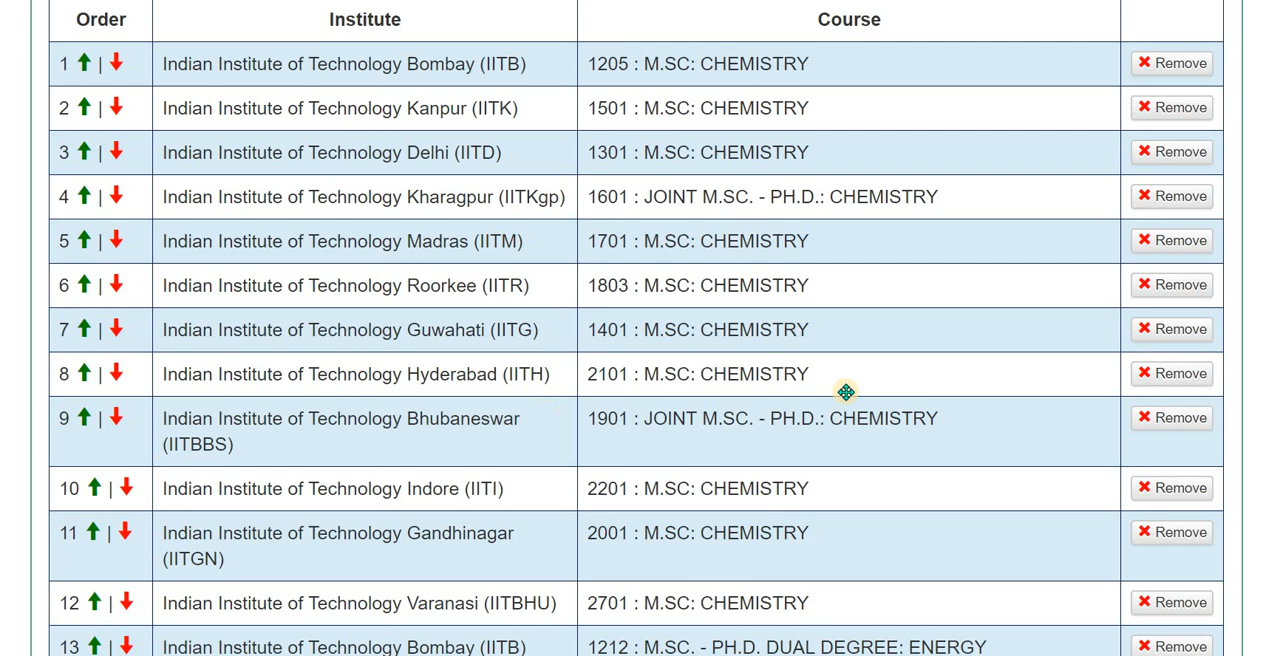 Order Institute Course
1 | Indian Institute of Technology Bombay (IITB) 1205 : M.SC: CHEMISTRY Remove
2 | Indian Institute of Technology Kanpur (IITK) 1501 : M.SC: CHEMISTRY Remove
3 | Indian Institute of Technology Delhi (IITD) 1301 : M.SC: CHEMISTRY Remove
4 | Indian Institute of Technology Kharagpur (IITKgp) 1601 : JOINT M.SC. - PH.D.: CHEMISTRY Remove
5 | Indian Institute of Technology Madras (IITM) 1701 : M.SC: CHEMISTRY Remove
6 | Indian Institute of Technology Roorkee (IITR) 1803 : M.SC: CHEMISTRY Remove
7 | Indian Institute of Technology Guwahati (IITG) 1401 : M.SC: CHEMISTRY Remove
8 | Indian Institute of Technology Hyderabad (IITH) 2101 : M.SC: CHEMISTRY Remove
9 | Indian Institute of Technology Bhubaneswar 1901 : JOINT M.SC. - PH.D.: CHEMISTRY Remove
(IITBBS)
10 | Indian Institute of Technology Indore (IITI) 2201 : M.SC: CHEMISTRY Remove
11 | Indian Institute of Technology Gandhinagar 2001 : M.SC: CHEMISTRY Remove
(IITGN)
12 | Indian Institute of Technology Varanasi (IITBHU) 2701 : M.SC: CHEMISTRY Remove
13 | Indian Institute of Technology Bombay (IITB) 1212 : M.SC. - PH.D. DUAL DEGREE: ENERGY Remove